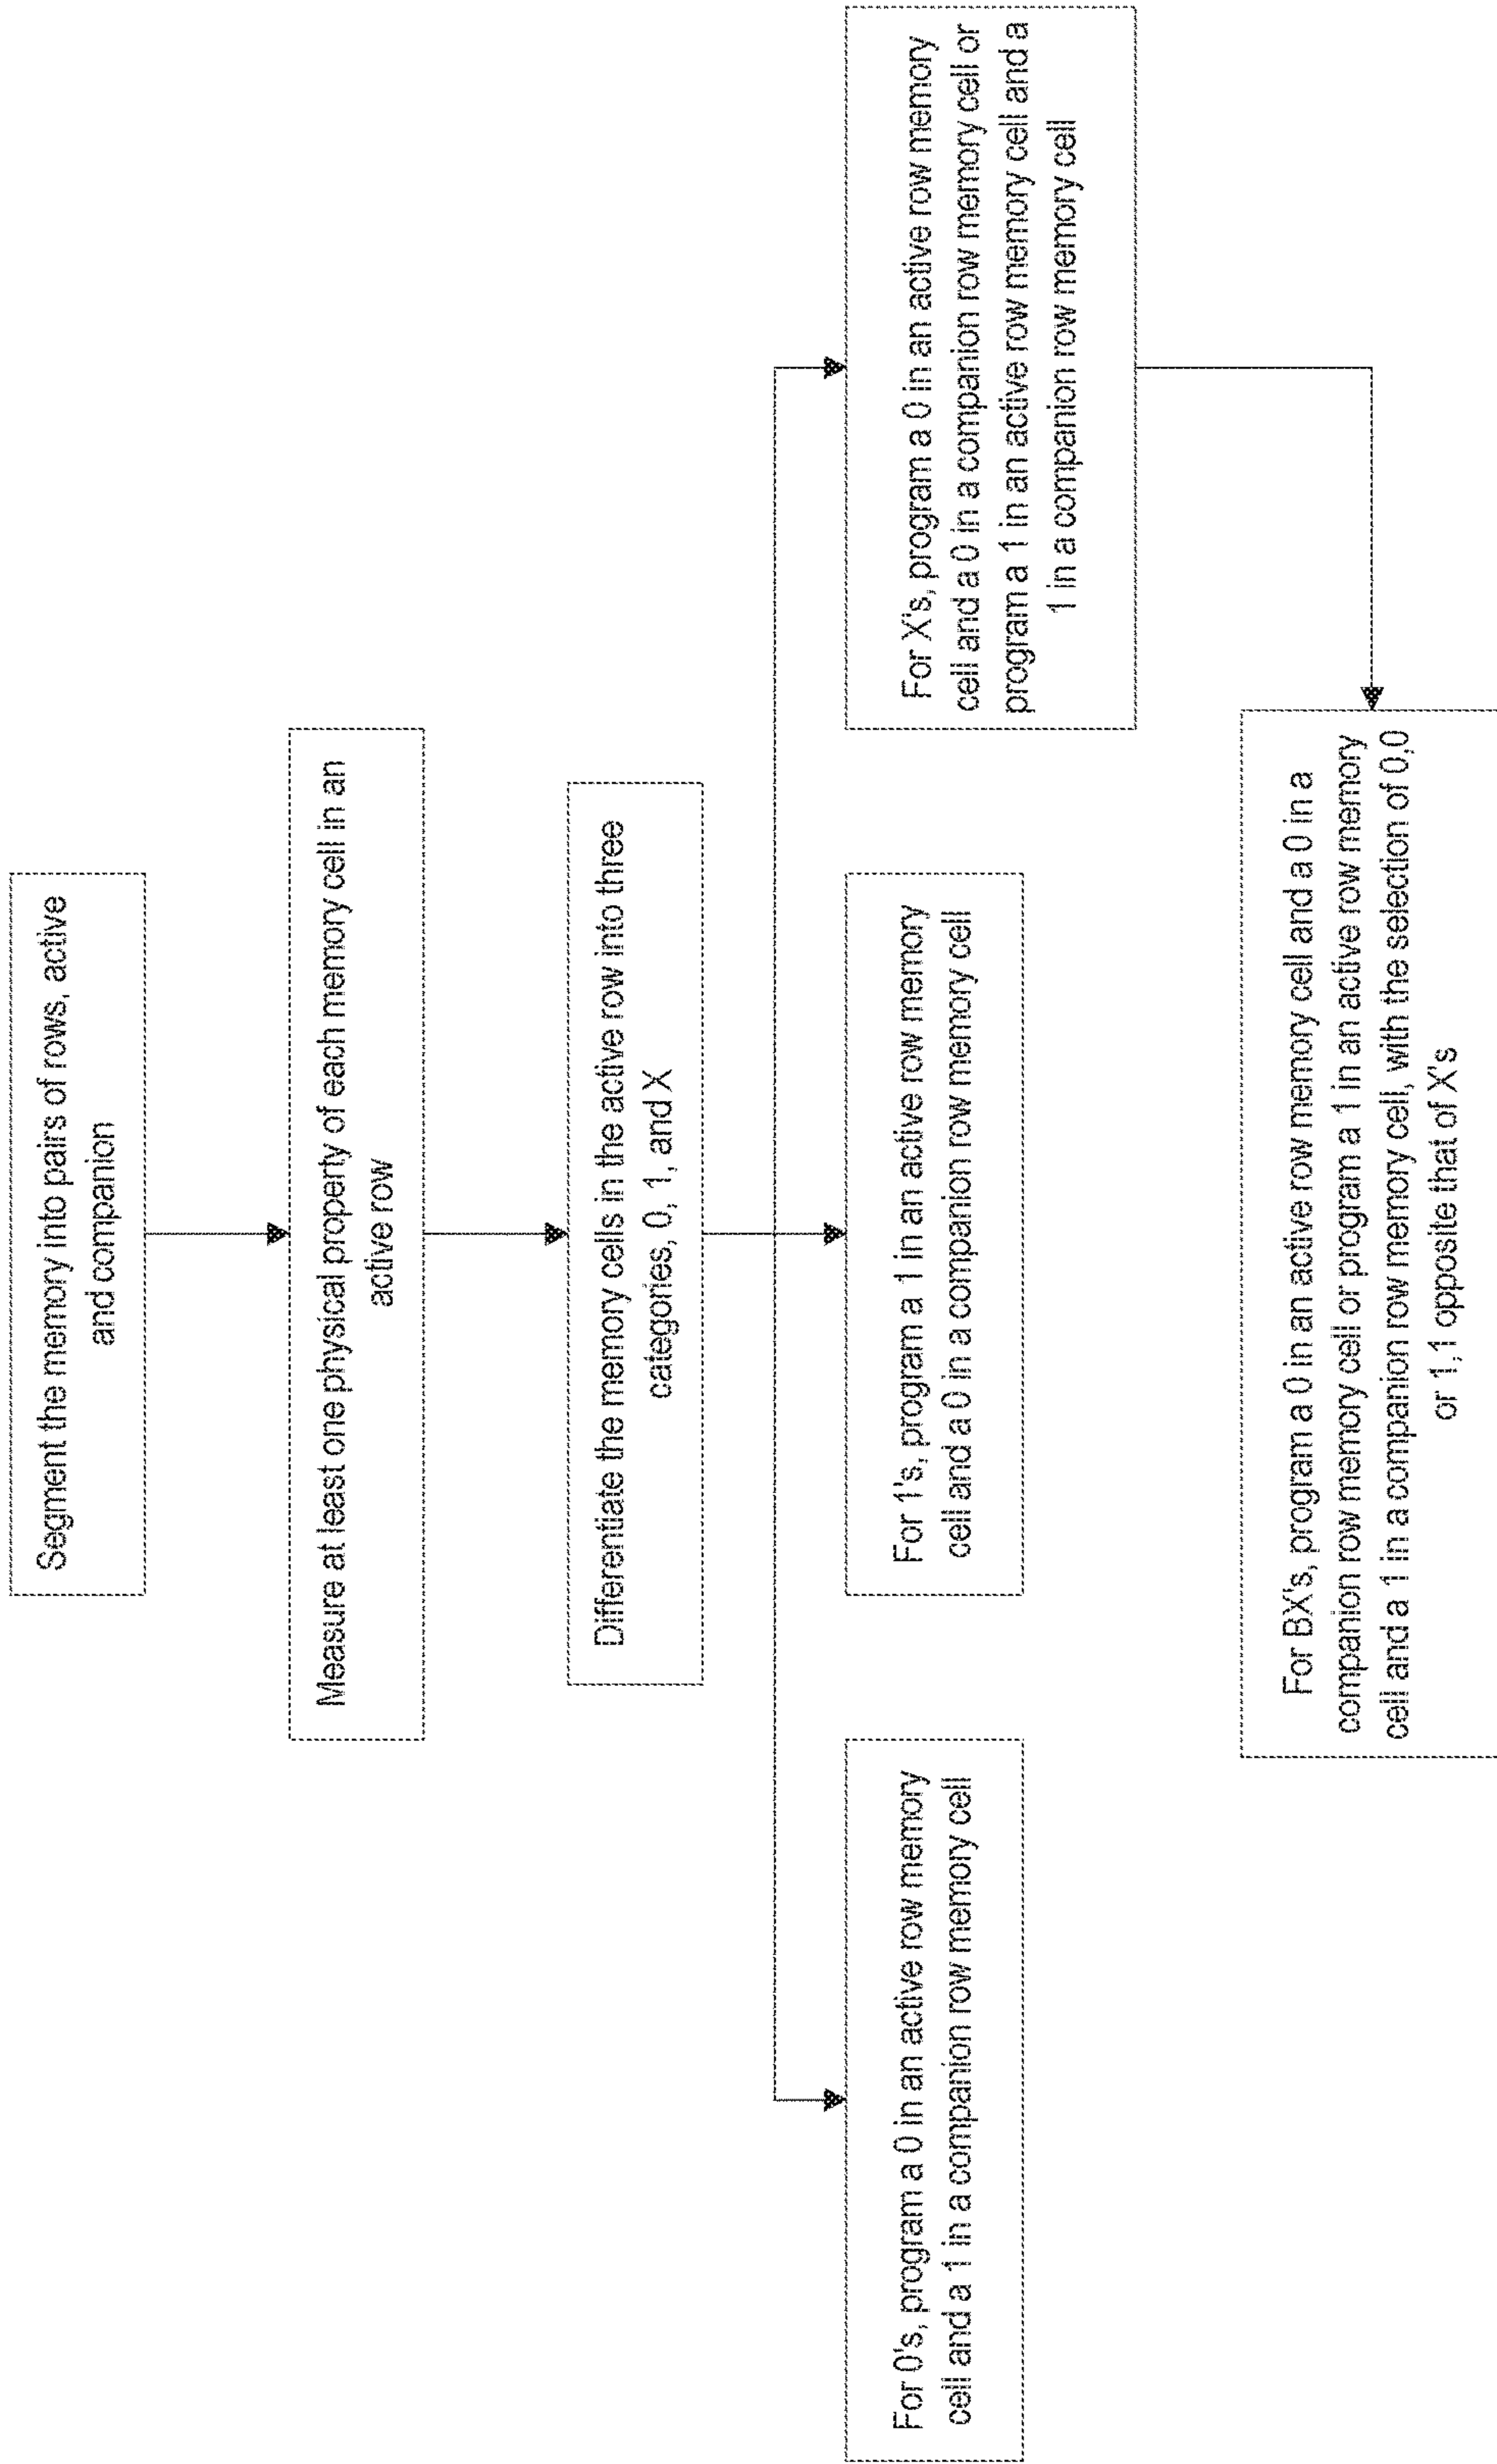 Segment the memory into pairs of rows, active
and companion
Measure at least one physical property of each memory cell in an
active row
Differentiate the memory cells in the active row into three
categories, 0, 1, and X
For 0's, program a 0 in an active row memory
cell and a 1 in a companion row memory cell
For 1's, program a 1 in an active row memory
cell and a 0 in a companion row memory cell
For X's, program a 0 in an active row memory
cell and a 0 in a companion row memory cell or
program a 1 in an active row memory cell and a
1 in a companion row memory cell
For BX's, program a 0 in an active row memory cell and a 0 in a
companion row memory cell or program a 1 in an active row memory
cell and a 1 in a companion row memory cell, with the selection of 0,0
or 1,1 opposite that of X's